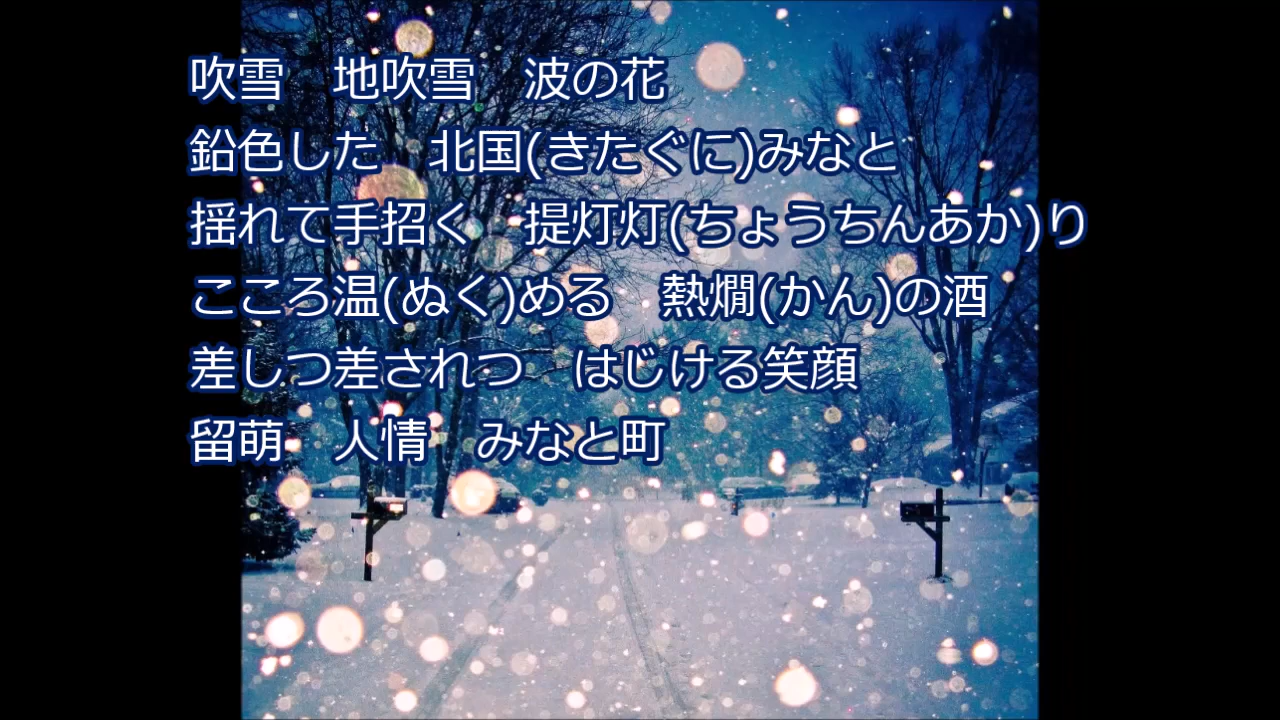 吹雪　地吹雪　波の花
鉛色した　北国(きたぐに)みなと
揺れて手招く　提灯灯(ちょうちんあか)り
こころ温(ぬく)める　熱燗(かん)の酒
差しつ差されつ　はじける笑顔
留萌　人情　みなと町